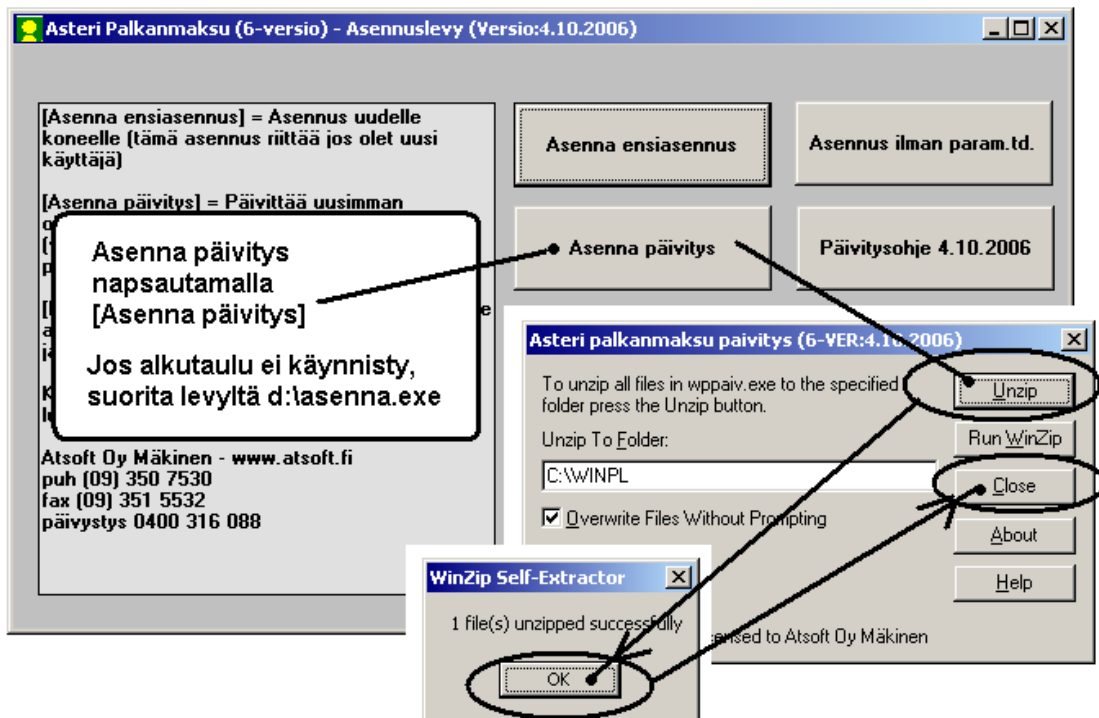 Asteri Palkanmaksu (6-versio) - Asennuslevy (Versio:4.10.2006)
[Asenna ensiasennus] = Asennus uudelle
koneelle (tämä asennus riittää jos olet uusi
käyttäjä)
[Asenna päivitys] = Päivittää uusimman
Asenna päivitys
napsautamalla
[Asenna päivitys]
Jos alkutaulu ei käynnisty,
suorita levyltä d:\asenna.exe
Atsoft Oy Mäkinen - www.atsoft.fi
puh (09) 350 7530
fax (09) 351 5532
päivystys 0400 316 088
Asenna ensiasennus
Asennus ilman param.td.
Asenna päivitys
Päivitysohje 4.10.2006
Asteri palkanmaksu paivitys (6-VER:4.10.2006)
To unzip all files in wppaiv.exe to the specified
folder press the Unzip button.
Unzip To Folder:
C:\WINPL
Overwrite Files Without Prompting
Unzip
Run WinZip
Close
About
Help
to Atsoft Oy Mäkinen
WinZip Self-Extractor
1 file(s) unzipped successfully
OK